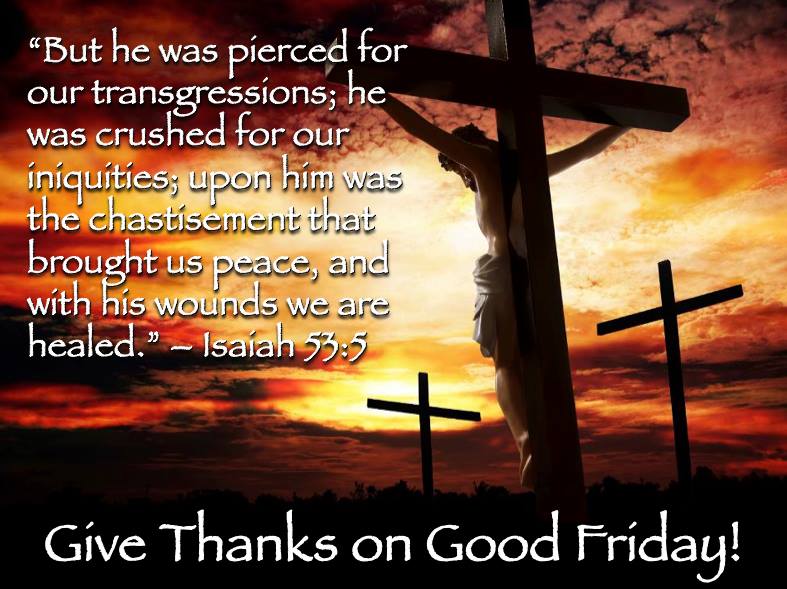 “But he was pierced for
our transgressions; he
was crushed for our
iniquities; upon him was
the chastisement that
brought us peace, and
with his wounds we are
healed.” – Isaiah 53:5
Give Thanks on Good Friday!